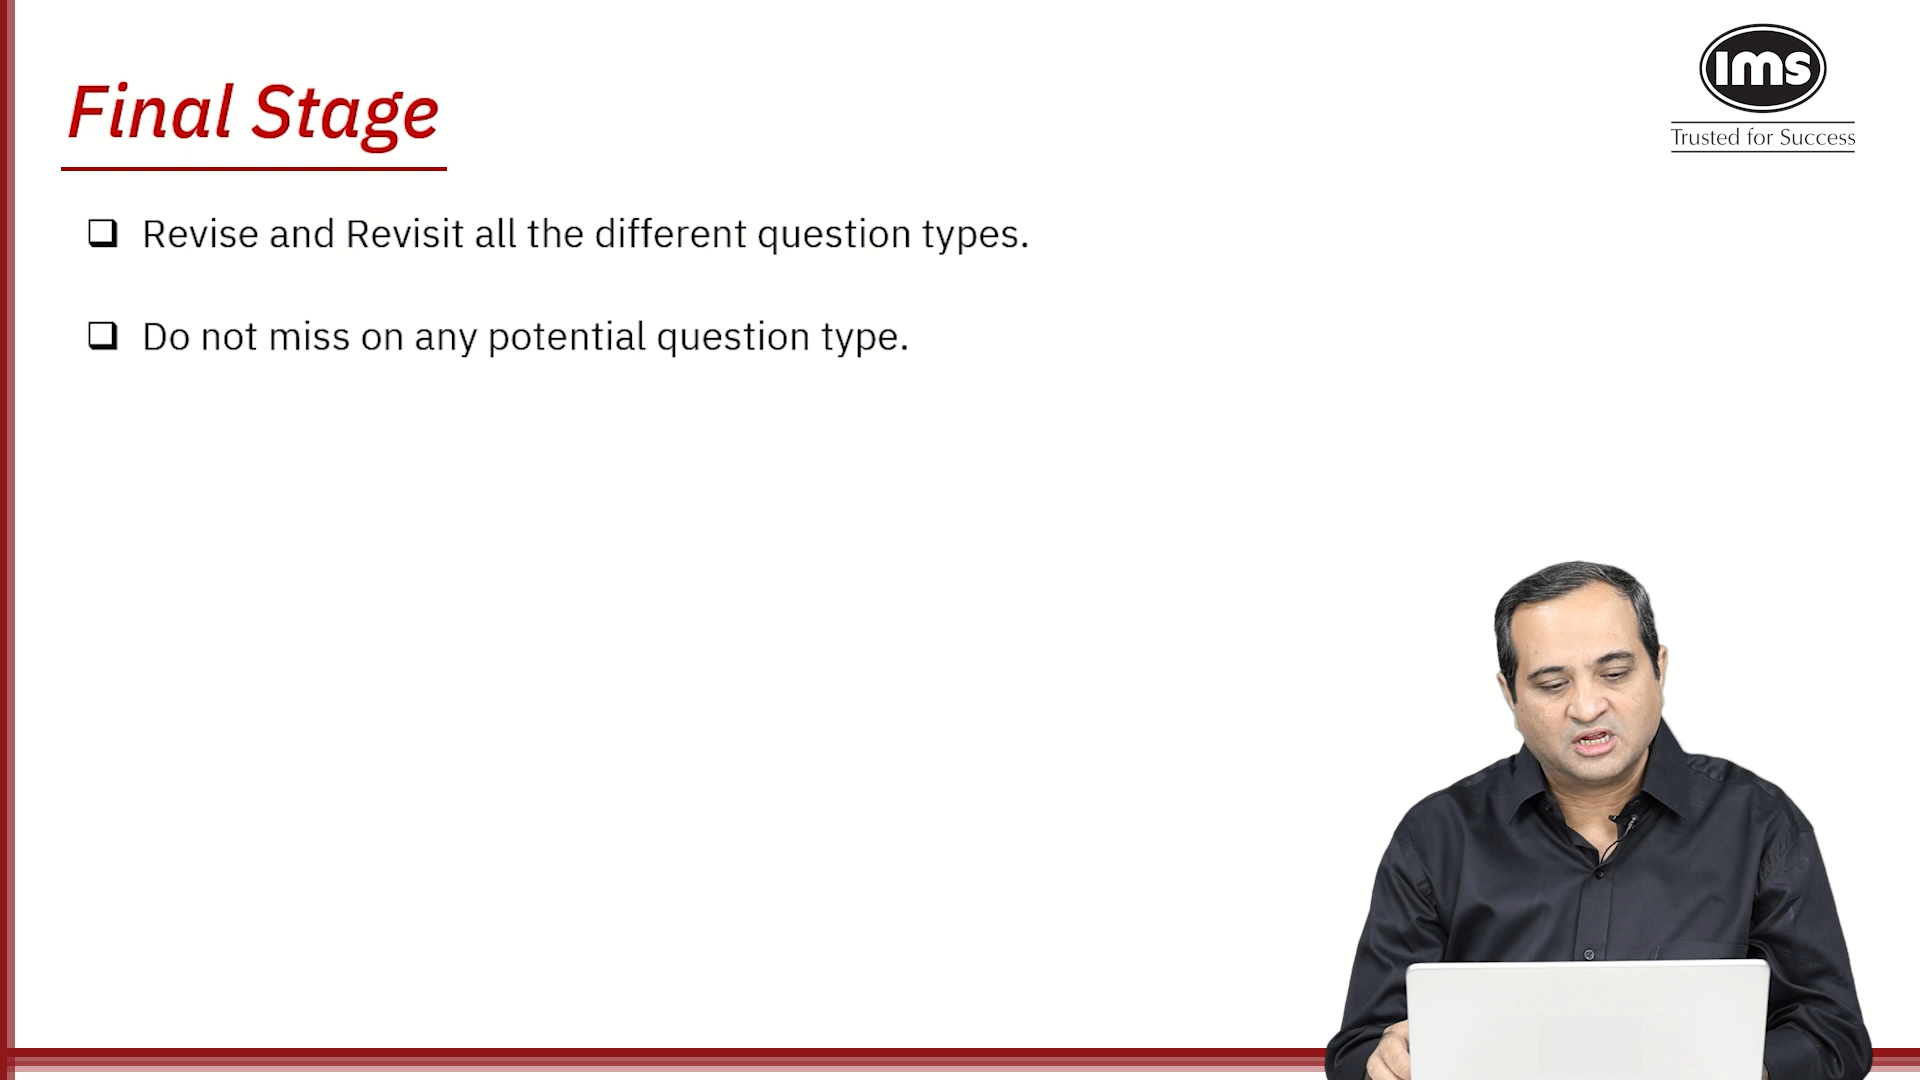 Final Stage
ims
Trusted for Success
Revise and Revisit all the different question types.
Do not miss on any potential question type.